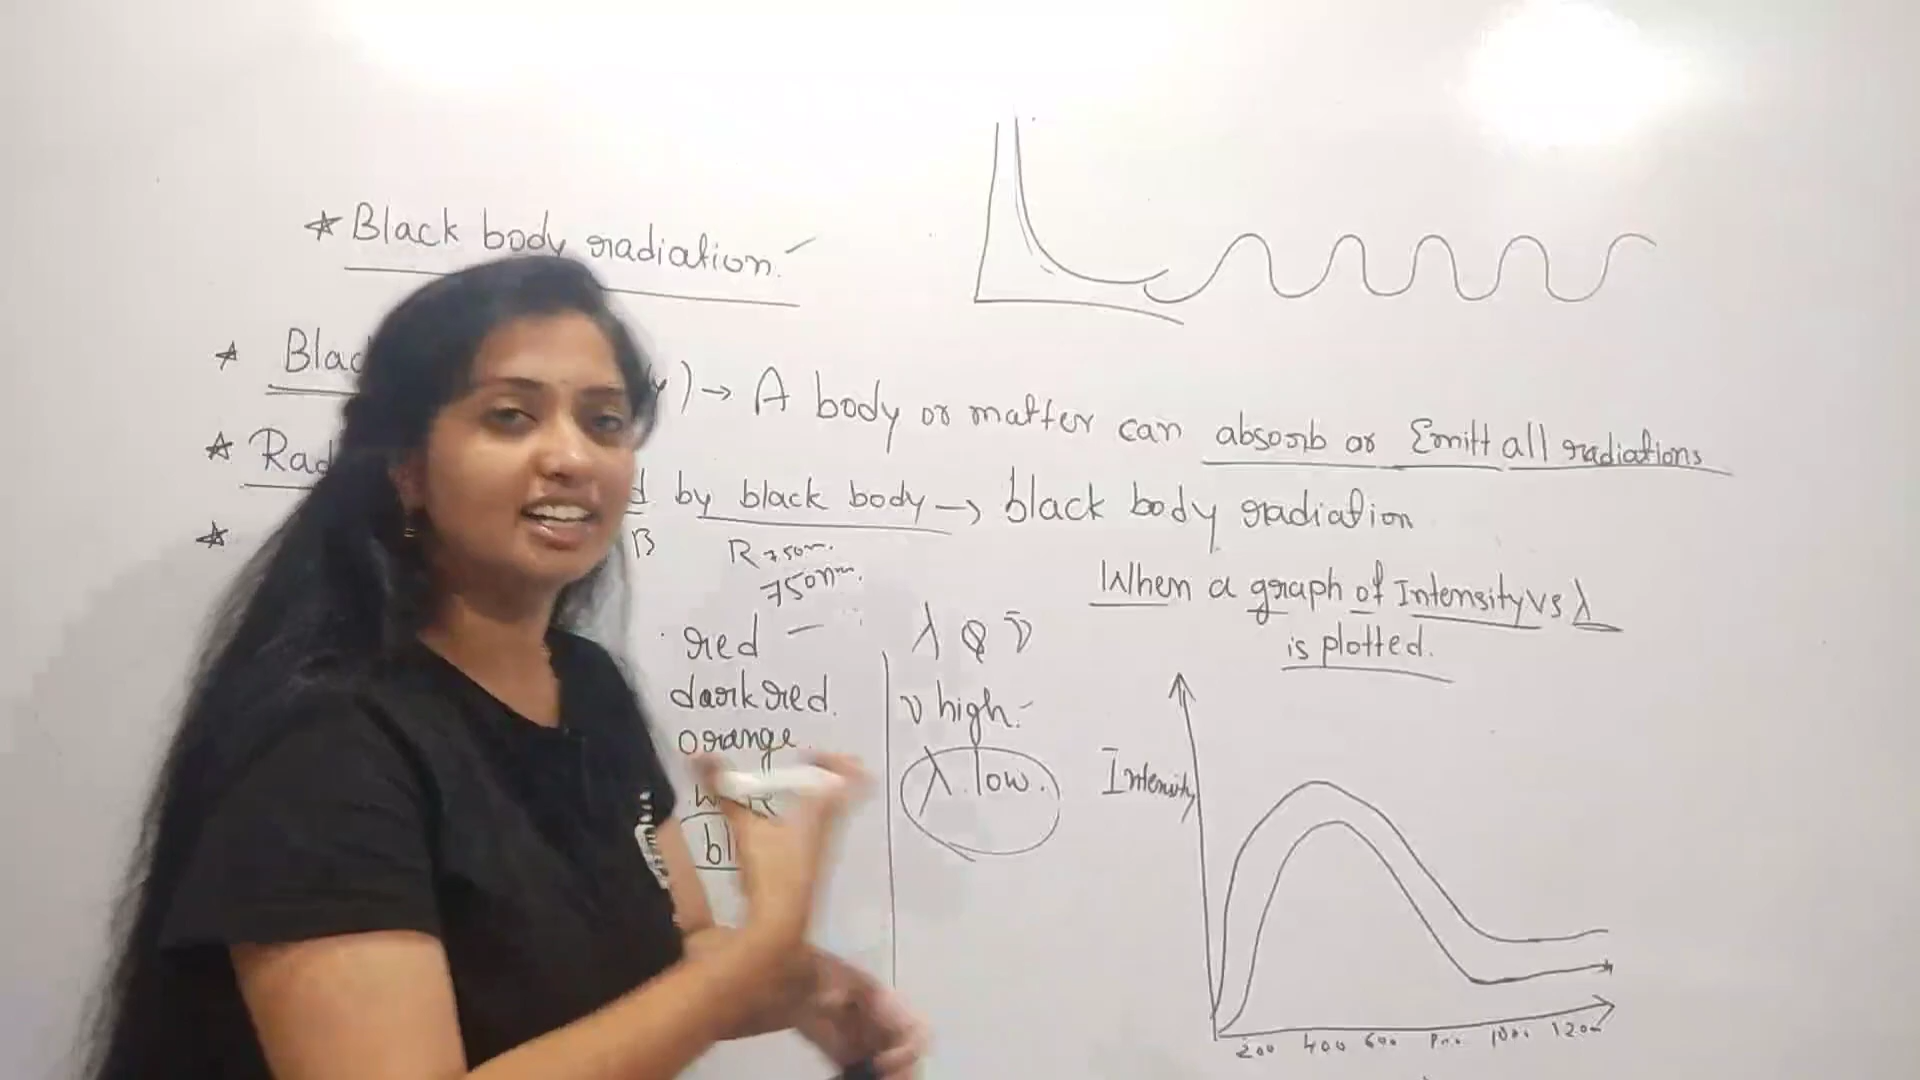 * Black body radiation.
* ) → A body or matter can absorb or Emitt all radiations
* by black body → black body radiation
*
B R 750nm.
750nm.
When a graph of Intensity vs λ
is plotted.
red
dark red.
orange
λ ν̄
ν high.
λ low.
Intensity
200 400 600 1000 1200